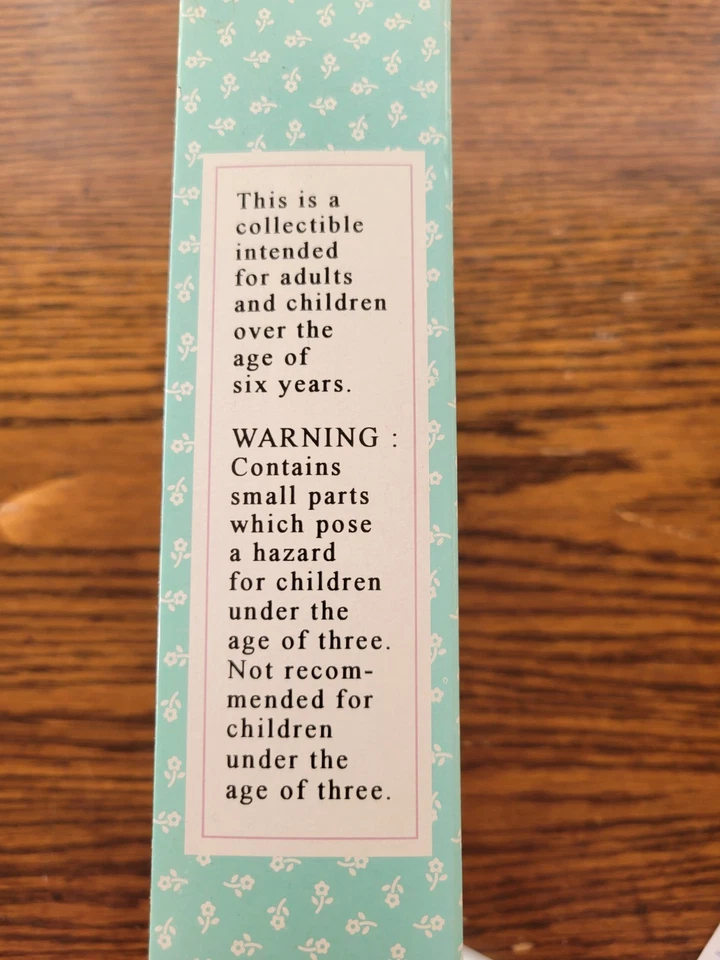 This is a
collectible
intended
for adults
and children
over the
age of
six years.
WARNING :
Contains
small parts
which pose
a hazard
for children
under the
age of three.
Not recom-
mended for
children
under the
age of three.